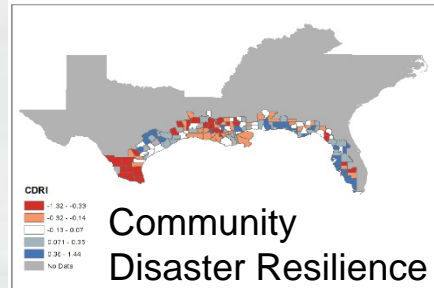 CDRI
-1.32 - -0.33
-0.32 - -0.14
-0.13 - 0.07
0.071 - 0.35
0.36 - 1.44
No Data
Community
Disaster Resilience